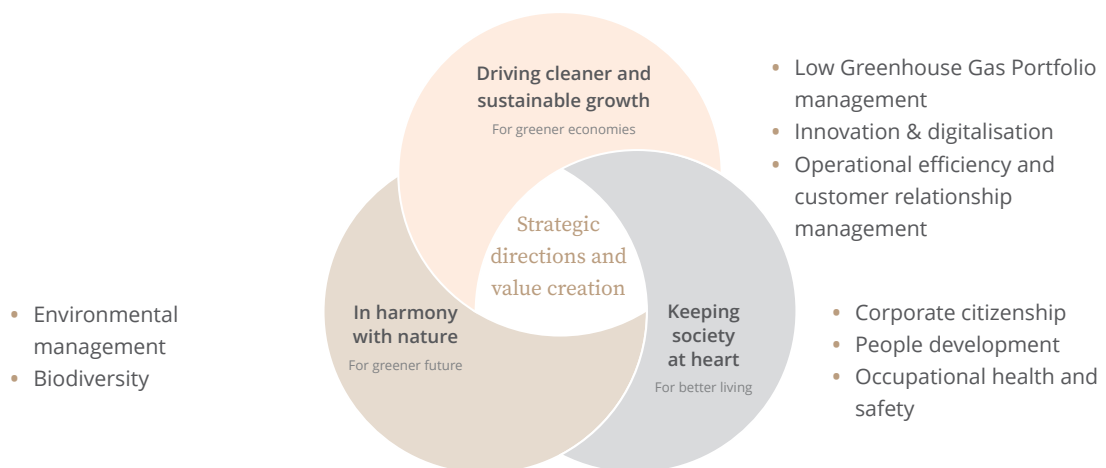 Driving cleaner and
sustainable growth
For greener economies
• Low Greenhouse Gas Portfolio
management
• Innovation & digitalisation
• Operational efficiency and
customer relationship
management
Strategic
directions and
value creation
• Environmental
management
• Biodiversity
In harmony
with nature
For greener future
Keeping
society
at heart
For better living
• Corporate citizenship
• People development
• Occupational health and
safety